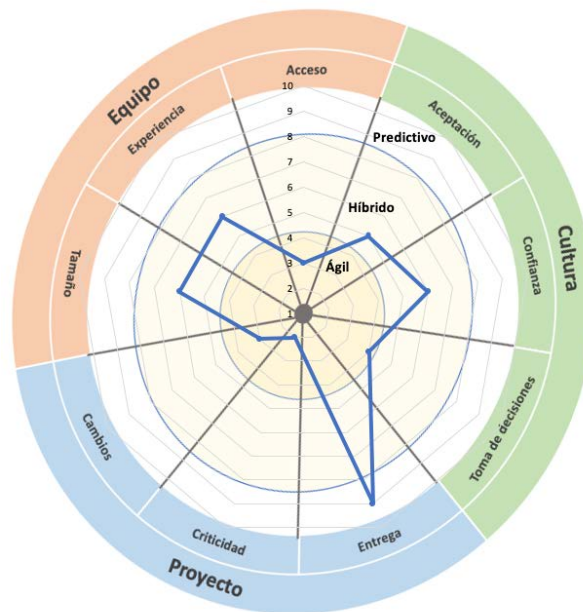 Equipo
Acceso
Experiencia
Aceptación
Tamaño
Cultura
Confianza
Predictivo
Híbrido
Ágil
10
9
8
7
6
5
4
3
2
1
Toma de decisiones
Cambios
Criticidad
Entrega
Proyecto